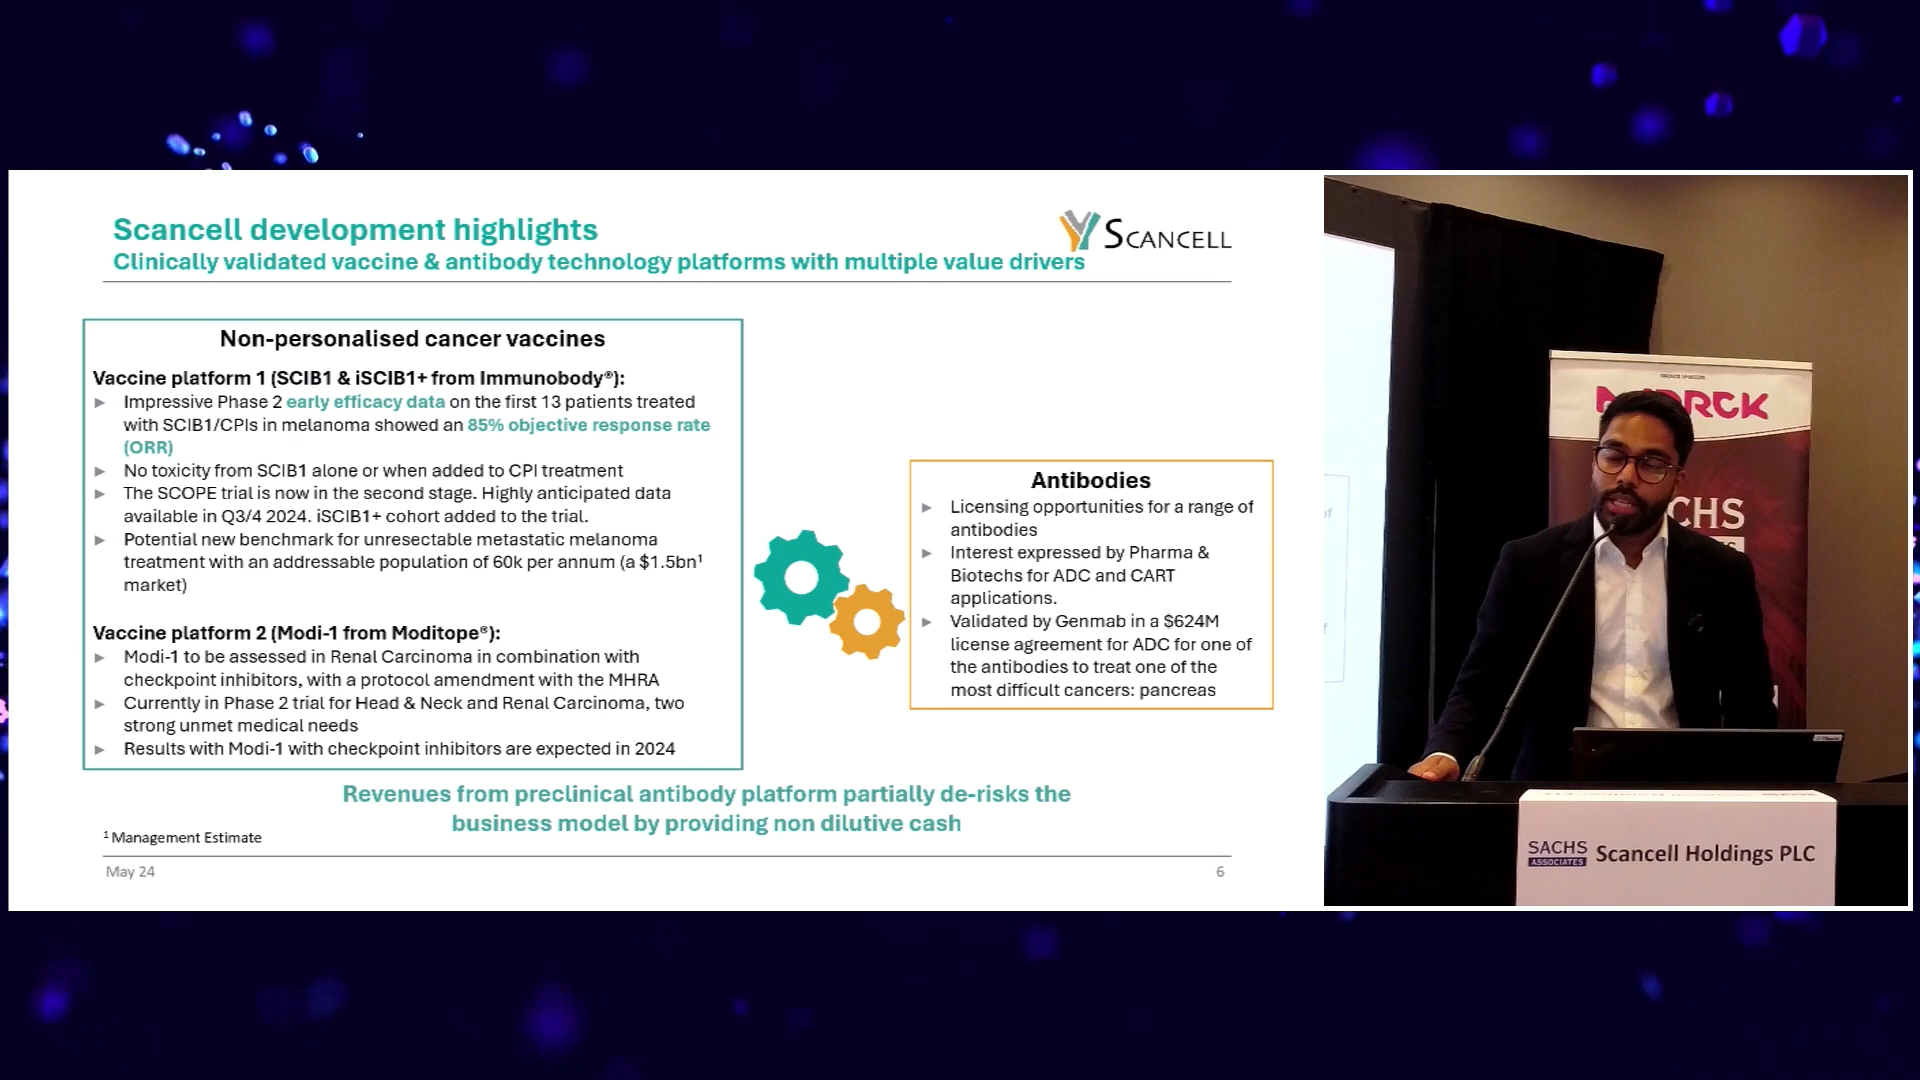 Scancell development highlights
Clinically validated vaccine & antibody technology platforms with multiple value drivers
SCANCELL
Non-personalised cancer vaccines
Vaccine platform 1 (SCIB1 & iSCIB1+ from Immunobody®):
► Impressive Phase 2 early efficacy data on the first 13 patients treated
with SCIB1/CPIs in melanoma showed an 85% objective response rate
(ORR)
► No toxicity from SCIB1 alone or when added to CPI treatment
► The SCOPE trial is now in the second stage. Highly anticipated data
available in Q3/4 2024. iSCIB1+ cohort added to the trial.
► Potential new benchmark for unresectable metastatic melanoma
treatment with an addressable population of 60k per annum (a $1.5bn¹
market)
Vaccine platform 2 (Modi-1 from Moditope®):
► Modi-1 to be assessed in Renal Carcinoma in combination with
checkpoint inhibitors, with a protocol amendment with the MHRA
► Currently in Phase 2 trial for Head & Neck and Renal Carcinoma, two
strong unmet medical needs
► Results with Modi-1 with checkpoint inhibitors are expected in 2024
Antibodies
► Licensing opportunities for a range of
antibodies
► Interest expressed by Pharma &
Biotechs for ADC and CART
applications.
► Validated by Genmab in a $624M
license agreement for ADC for one of
the antibodies to treat one of the
most difficult cancers: pancreas
Revenues from preclinical antibody platform partially de-risks the
business model by providing non dilutive cash
¹ Management Estimate
May 24
6
CHS
SACHS
ASSOCIATES
Scancell Holdings PLC